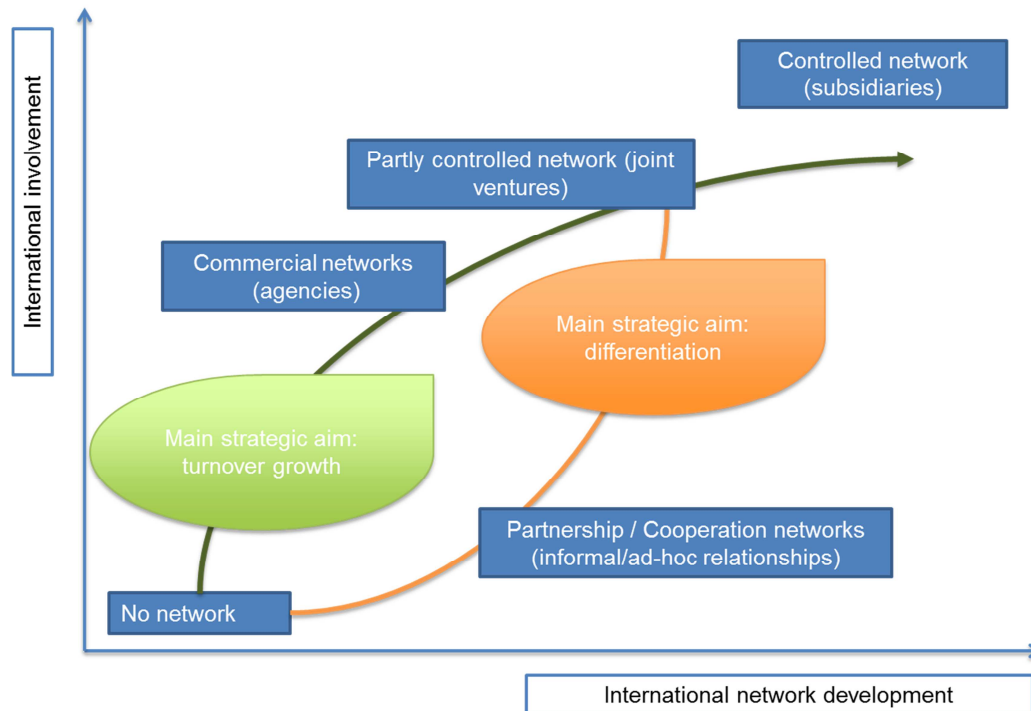 International involvement
Controlled network
(subsidiaries)
Partly controlled network (joint
ventures)
Commercial networks
(agencies)
Main strategic aim:
differentiation
Main strategic aim:
turnover growth
Partnership / Cooperation networks
(informal/ad-hoc relationships)
No network
International network development